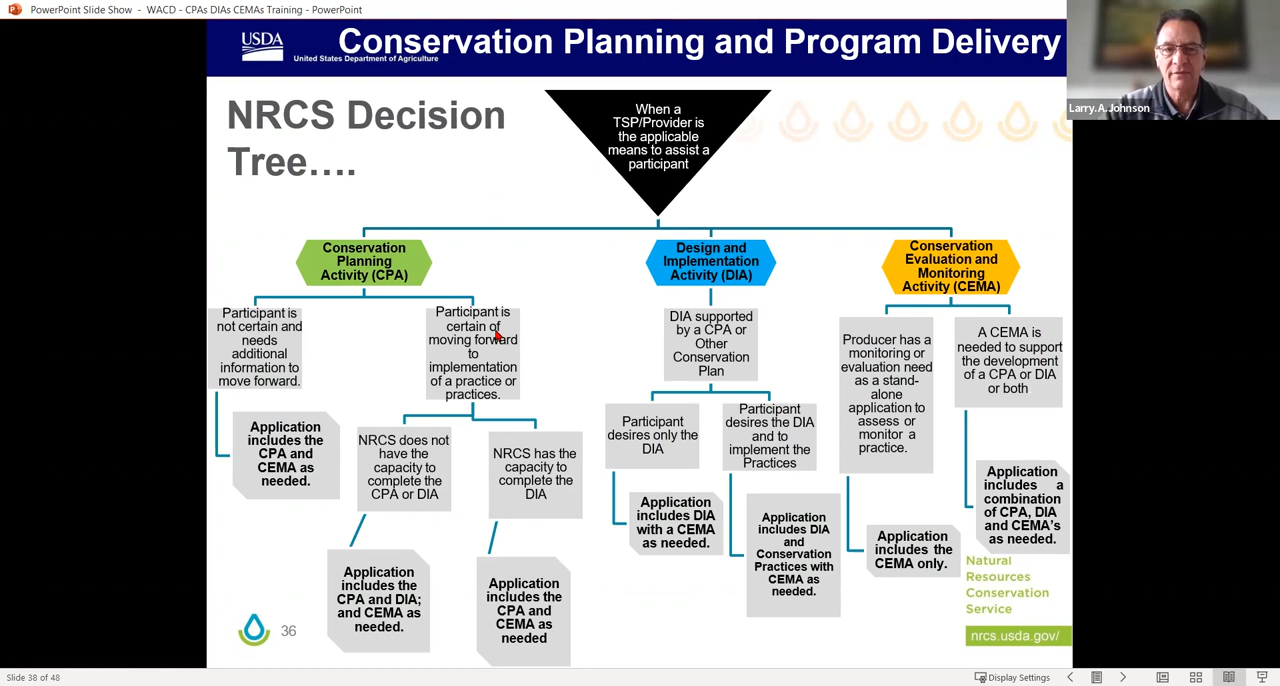 PowerPoint Slide Show - WACD - CPAs DIAs CEMAs Training - PowerPoint
USDA
United States Department of Agriculture
Conservation Planning and Program Delivery
Larry.A.Johnson
NRCS Decision
Tree….
When a
TSP/Provider is
the applicable
means to assist a
participant
Conservation
Planning
Activity (CPA)
Design and
Implementation
Activity (DIA)
Conservation
Evaluation and
Monitoring
Activity (CEMA)
Participant is
not certain and
needs
additional
information to
move forward.
Participant is
certain of
moving forward
to
implementation
of a practice or
practices.
DIA supported
by a CPA or
Other
Conservation
Plan
Producer has a
monitoring or
evaluation need
as a stand-
alone
application to
assess or
monitor a
practice.
A CEMA is
needed to support
the development
of a CPA or DIA
or both
Application
includes the
CPA and
CEMA as
needed.
NRCS does not
have the
capacity to
complete the
CPA or DIA
NRCS has the
capacity to
complete the
DIA
Participant
desires only the
DIA
Participant
desires the DIA
and to
implement the
Practices
Application
includes the
CPA and DIA;
and CEMA as
needed.
Application
includes the
CPA and
CEMA as
needed
Application
includes DIA
with a CEMA
as needed.
Application
includes DIA
and
Conservation
Practices with
CEMA as
needed.
Application
includes the
CEMA only.
Application
includes a
combination
of CPA, DIA
and CEMA's
as needed.
Natural
Resources
Conservation
Service
nrcs.usda.gov/
36
Slide 38 of 48
Display Settings